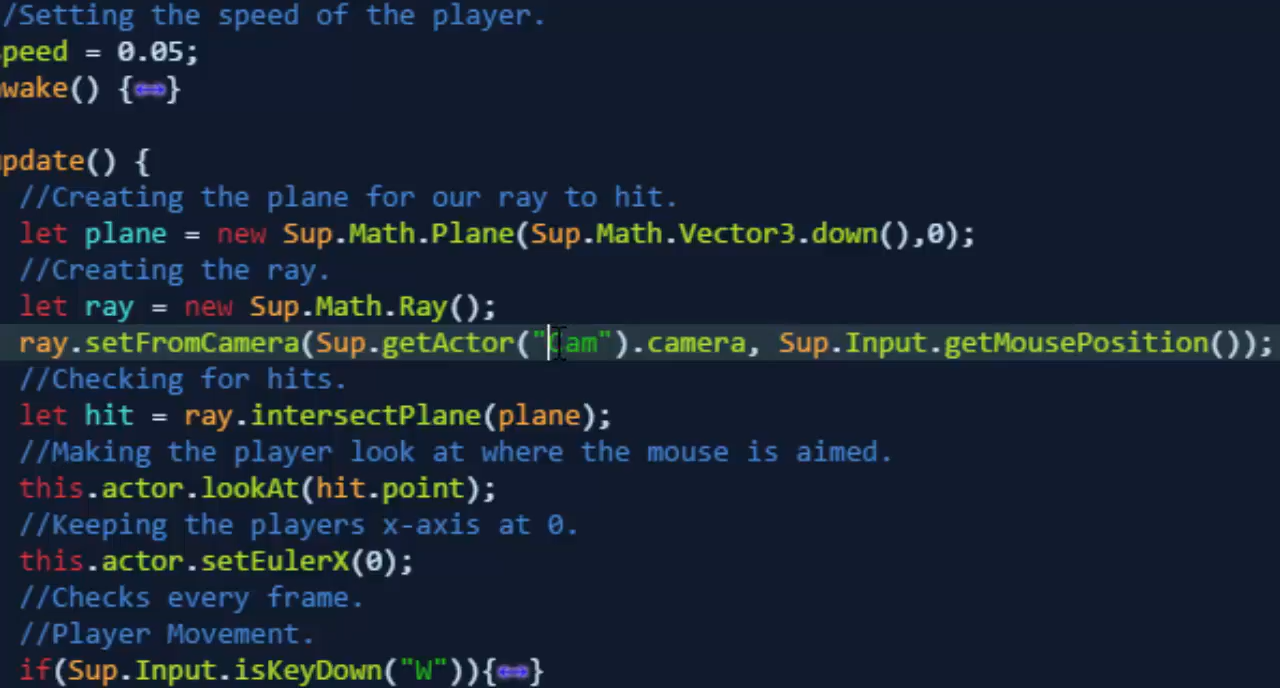 /Setting the speed of the player.
peed = 0.05;
wake() {↔}
update() {
//Creating the plane for our ray to hit.
let plane = new Sup.Math.Plane(Sup.Math.Vector3.down(),0);
//Creating the ray.
let ray = new Sup.Math.Ray();
ray.setFromCamera(Sup.getActor("Cam").camera, Sup.Input.getMousePosition());
//Checking for hits.
let hit = ray.intersectPlane(plane);
//Making the player look at where the mouse is aimed.
this.actor.lookAt(hit.point);
//Keeping the players x-axis at 0.
this.actor.setEulerX(0);
//Checks every frame.
//Player Movement.
if(Sup.Input.isKeyDown("W")){↔}